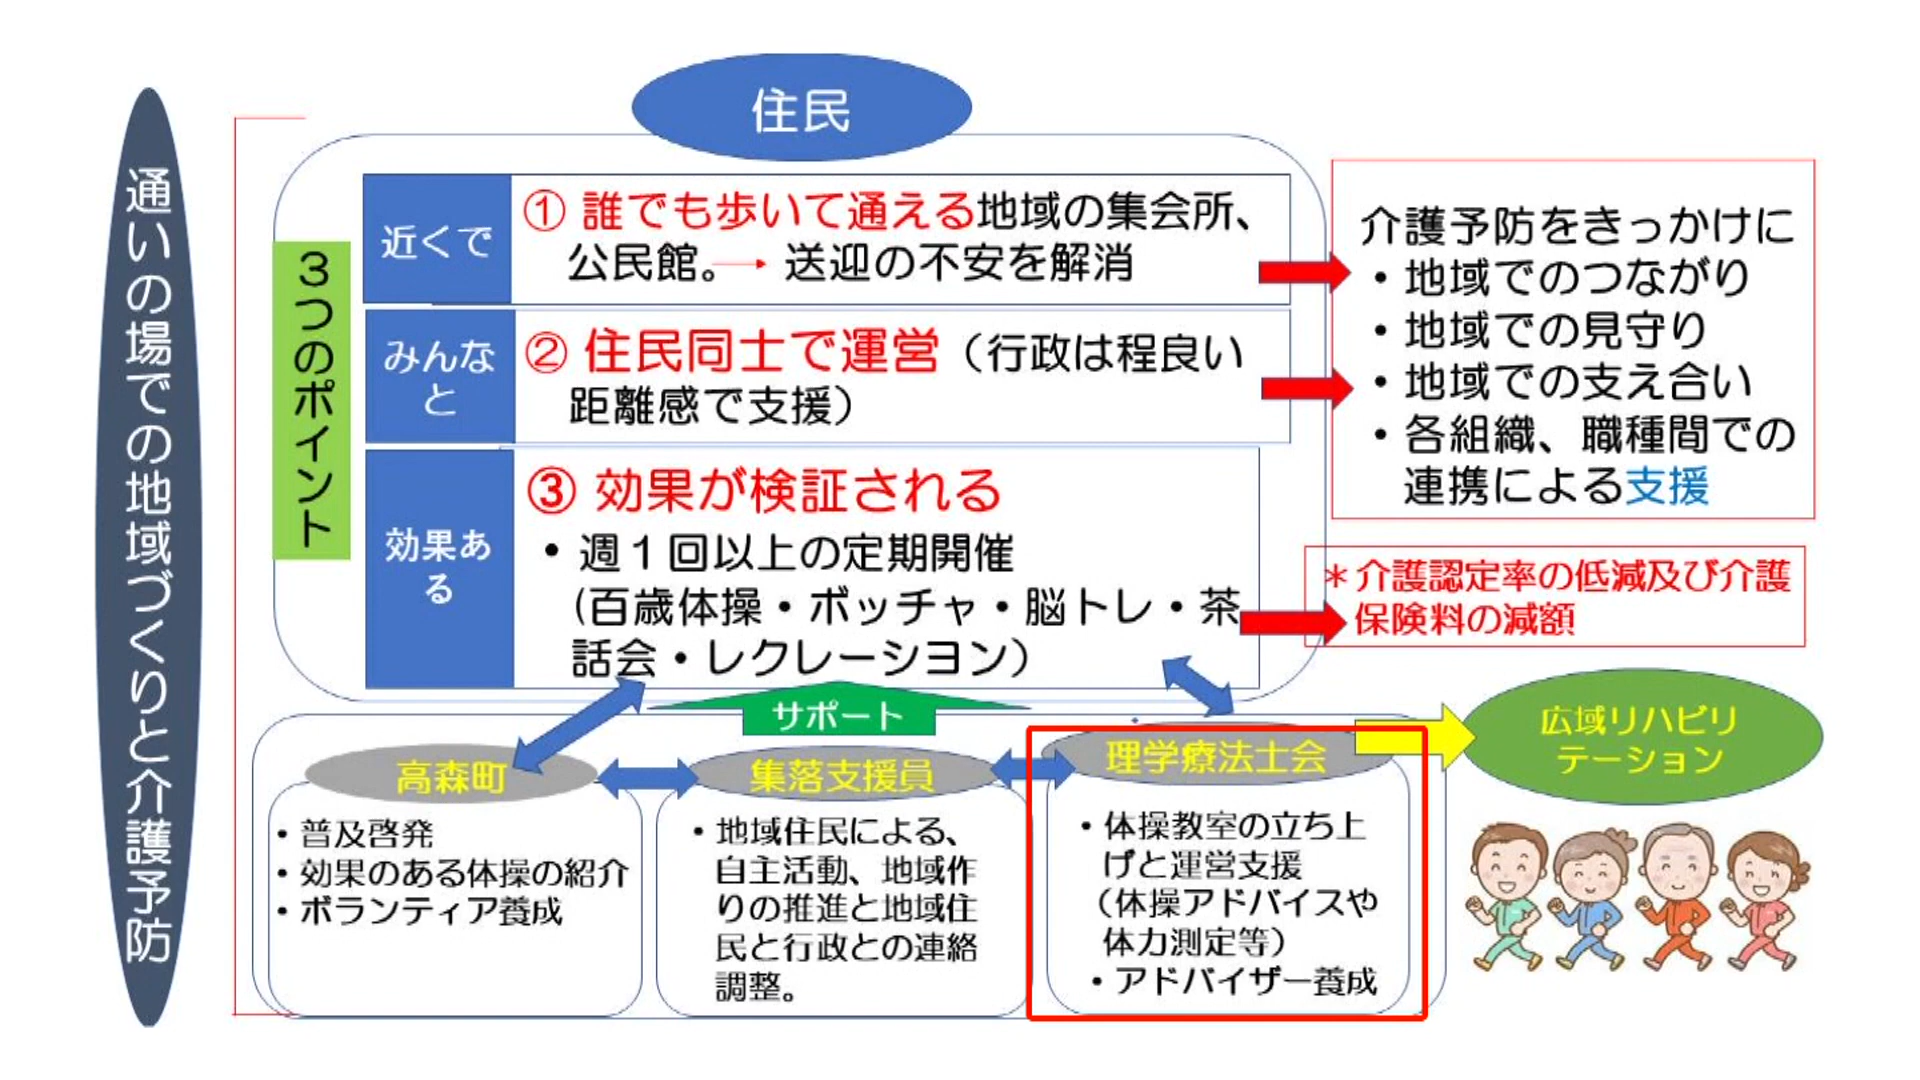 通いの場での地域づくりと介護予防
住民
3つのポイント
近くで
① 誰でも歩いて通える地域の集会所、
公民館。→ 送迎の不安を解消
みんな
と
② 住民同士で運営（行政は程良い
距離感で支援）
効果あ
る
③ 効果が検証される
・週１回以上の定期開催
(百歳体操・ボッチャ・脳トレ・茶
話会・レクレーション）
介護予防をきっかけに
・地域でのつながり
・地域での見守り
・地域での支え合い
・各組織、職種間での
連携による支援
＊介護認定率の低減及び介護
保険料の減額
サポート
高森町
・普及啓発
・効果のある体操の紹介
・ボランティア養成
集落支援員
・地域住民による、
自主活動、地域作
りの推進と地域住
民と行政との連絡
調整。
理学療法士会
・体操教室の立ち上
げと運営支援
（体操アドバイスや
体力測定等）
・アドバイザー養成
広域リハビリ
テーション